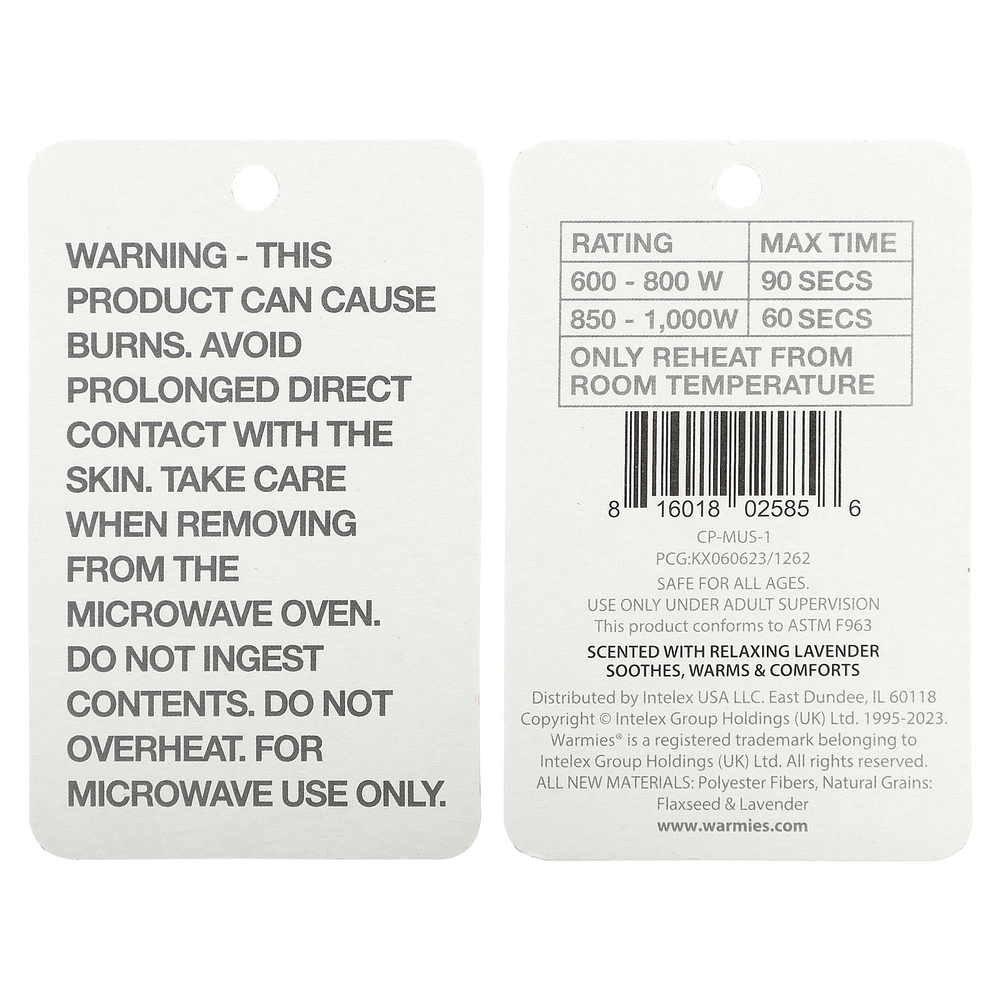 WARNING - THIS
PRODUCT CAN CAUSE
BURNS. AVOID
PROLONGED DIRECT
CONTACT WITH THE
SKIN. TAKE CARE
WHEN REMOVING
FROM THE
MICROWAVE OVEN.
DO NOT INGEST
CONTENTS. DO NOT
OVERHEAT. FOR
MICROWAVE USE ONLY.
RATING MAX TIME
600 - 800 W 90 SECS
850 - 1,000W 60 SECS
ONLY REHEAT FROM
ROOM TEMPERATURE
8 16018 02585 6
CP-MUS-1
PCG:KX060623/1262
SAFE FOR ALL AGES.
USE ONLY UNDER ADULT SUPERVISION
This product conforms to ASTM F963
SCENTED WITH RELAXING LAVENDER
SOOTHES, WARMS & COMFORTS
Distributed by Intelex USA LLC. East Dundee, IL 60118
Copyright © Intelex Group Holdings (UK) Ltd. 1995-2023.
Warmies® is a registered trademark belonging to
Intelex Group Holdings (UK) Ltd. All rights reserved.
ALL NEW MATERIALS: Polyester Fibers, Natural Grains:
Flaxseed & Lavender
www.warmies.com